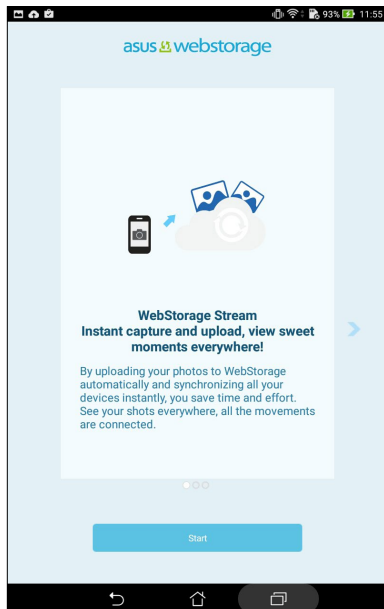 93% 11:55
asus webstorage
WebStorage Stream
Instant capture and upload, view sweet
moments everywhere!
By uploading your photos to WebStorage
automatically and synchronizing all your
devices instantly, you save time and effort.
See your shots everywhere, all the movements
are connected.
Start